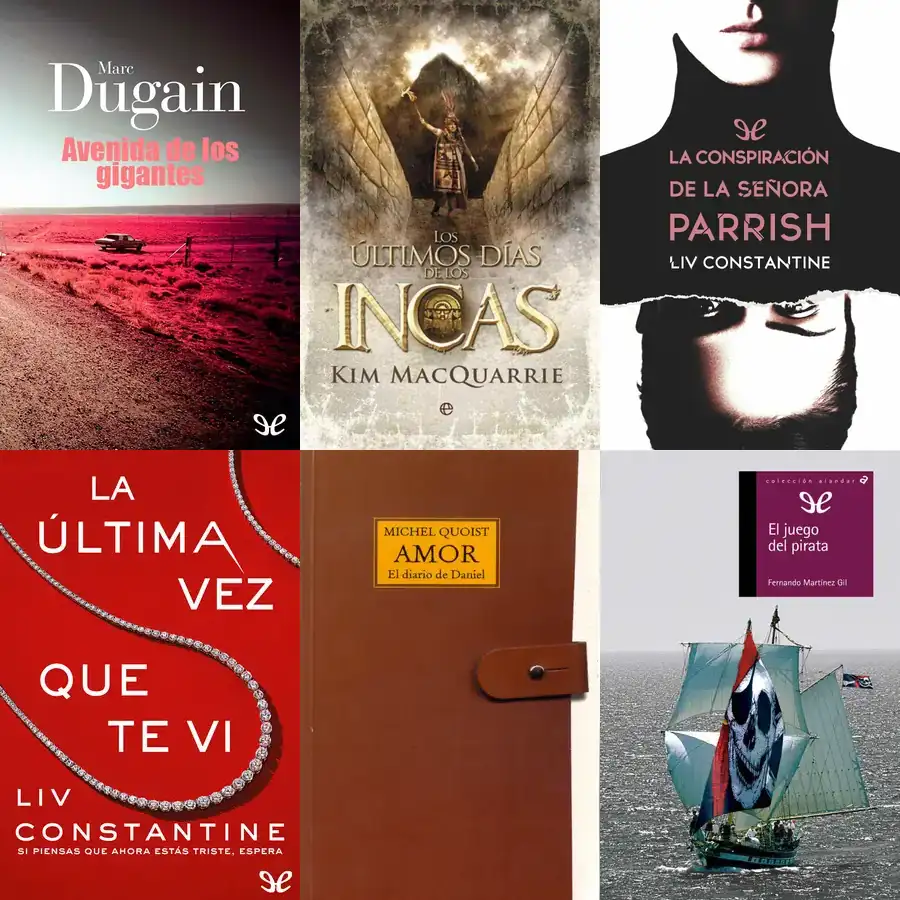 Marc
Dugain
Avenida de los
gigantes
LOS
ÚLTIMOS DÍAS
DE LOS
INCAS
KIM MACQUARRIE
e
LA CONSPIRACIÓN
DE LA SEÑORA
PARRISH
LIV CONSTANTINE
LA
ÚLTIMA
VEZ
QUE
TE VI
LIV
CONSTANTINE
SI PIENSAS QUE AHORA ESTÁS TRISTE, ESPERA
MICHEL QUOIST
AMOR
El diario de Daniel
colección alandar a
El juego
del pirata
Fernando Martínez Gil